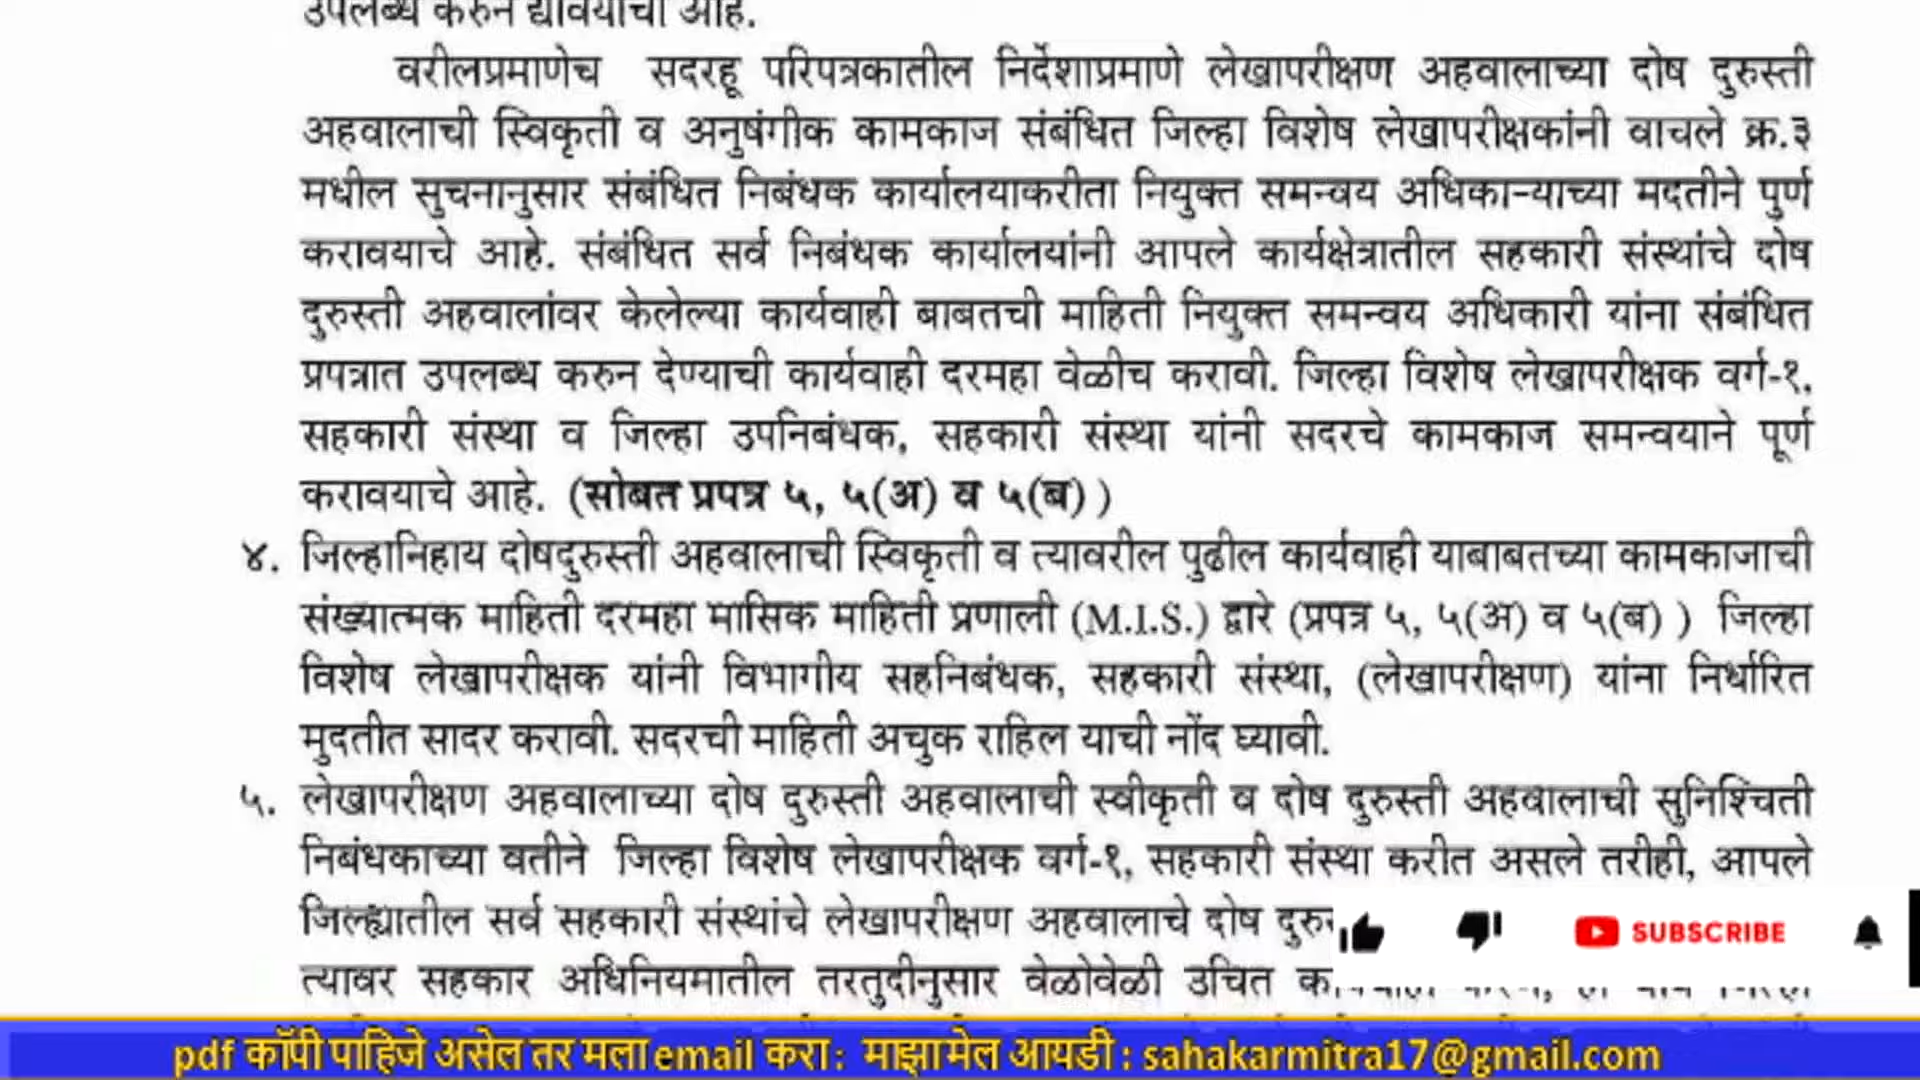 उपलब्ध करुन द्यावयाचा आहे.
वरीलप्रमाणेच सदरहू परिपत्रकातील निर्देशाप्रमाणे लेखापरीक्षण अहवालाच्या दोष दुरुस्ती
अहवालाची स्विकृती व अनुषंगीक कामकाज संबंधित जिल्हा विशेष लेखापरीक्षकांनी वाचले क्र.३
मधील सुचनानुसार संबंधित निबंधक कार्यालयाकरीता नियुक्त समन्वय अधिका-याच्या मदतीने पुर्ण
करावयाचे आहे. संबंधित सर्व निबंधक कार्यालयांनी आपले कार्यक्षेत्रातील सहकारी संस्थांचे दोष
दुरुस्ती अहवालांवर केलेल्या कार्यवाही बाबतची माहिती नियुक्त समन्वय अधिकारी यांना संबंधित
प्रपत्रात उपलब्ध करुन देण्याची कार्यवाही दरमहा वेळीच करावी. जिल्हा विशेष लेखापरीक्षक वर्ग-१,
सहकारी संस्था व जिल्हा उपनिबंधक, सहकारी संस्था यांनी सदरचे कामकाज समन्वयाने पूर्ण
करावयाचे आहे. (सोबत प्रपत्र ५, ५(अ) व ५(ब) )
४. जिल्हानिहाय दोषदुरुस्ती अहवालाची स्विकृती व त्यावरील पुढील कार्यवाही याबाबतच्या कामकाजाची
संख्यात्मक माहिती दरमहा मासिक माहिती प्रणाली (M.I.S.) द्वारे (प्रपत्र ५, ५(अ) व ५(ब) ) जिल्हा
विशेष लेखापरीक्षक यांनी विभागीय सहनिबंधक, सहकारी संस्था, (लेखापरीक्षण) यांना निर्धारित
मुदतीत सादर करावी. सदरची माहिती अचुक राहिल याची नोंद घ्यावी.
५. लेखापरीक्षण अहवालाच्या दोष दुरुस्ती अहवालाची स्वीकृती व दोष दुरुस्ती अहवालाची सुनिश्चिती
निबंधकाच्या वतीने जिल्हा विशेष लेखापरीक्षक वर्ग-१, सहकारी संस्था करीत असले तरीही, आपले
जिल्ह्यातील सर्व सहकारी संस्थांचे लेखापरीक्षण अहवालाचे दोष
SUBSCRIBE
त्यावर सहकार अधिनियमातील तरतुदीनुसार वेळोवेळी उचित
pdf कॉपी पाहिजे असेल तर मला email करा : माझा मेल आयडी : sahakarmitra17@gmail.com